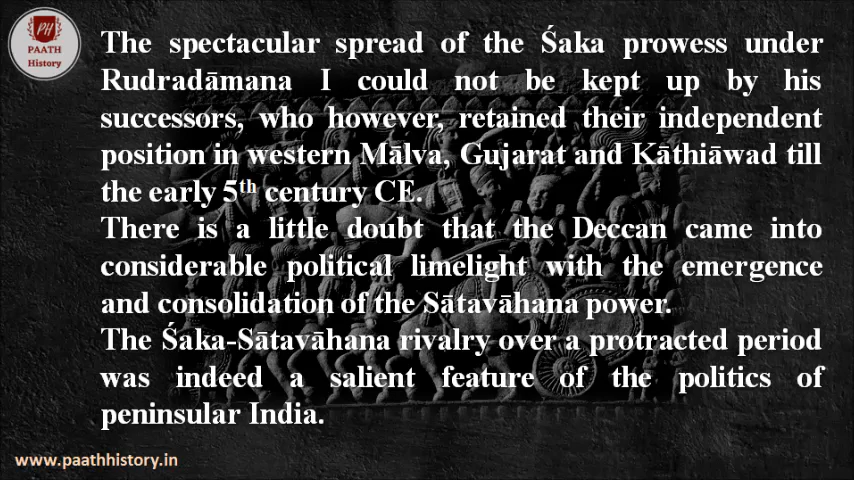 PH
PAATH
History
The spectacular spread of the Śaka prowess under
Rudradāmana I could not be kept up by his
successors, who however, retained their independent
position in western Mālva, Gujarat and Kāthiāwad till
the early 5th century CE.
There is a little doubt that the Deccan came into
considerable political limelight with the emergence
and consolidation of the Sātavāhana power.
The Śaka-Sātavāhana rivalry over a protracted period
was indeed a salient feature of the politics of
peninsular India.
www.paathhistory.in